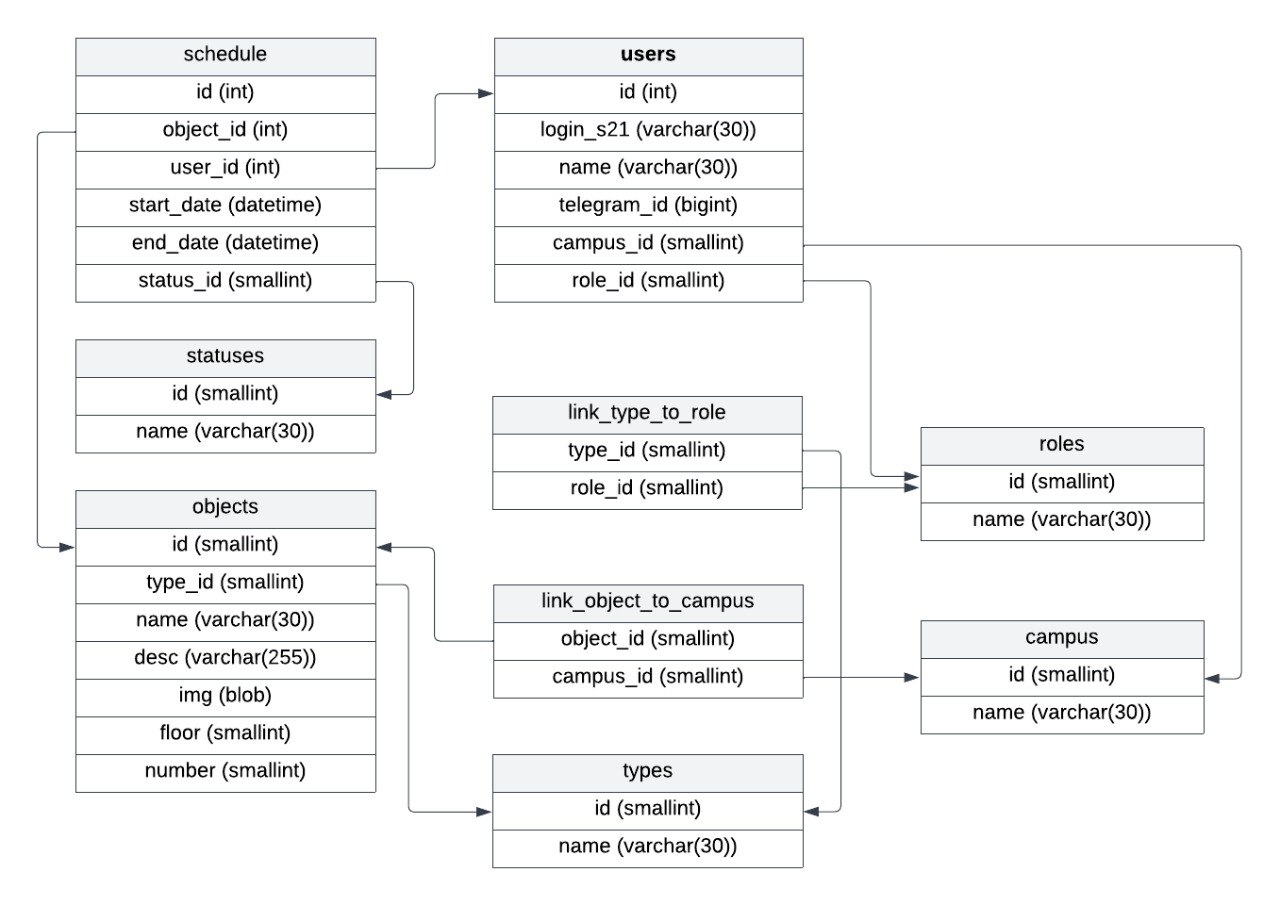 schedule
id (int)
object_id (int)
user_id (int)
start_date (datetime)
end_date (datetime)
status_id (smallint)
users
id (int)
login_s21 (varchar(30))
name (varchar(30))
telegram_id (bigint)
campus_id (smallint)
role_id (smallint)
statuses
id (smallint)
name (varchar(30))
link_type_to_role
type_id (smallint)
role_id (smallint)
roles
id (smallint)
name (varchar(30))
objects
id (smallint)
type_id (smallint)
name (varchar(30))
desc (varchar(255))
img (blob)
floor (smallint)
number (smallint)
link_object_to_campus
object_id (smallint)
campus_id (smallint)
campus
id (smallint)
name (varchar(30))
types
id (smallint)
name (varchar(30))